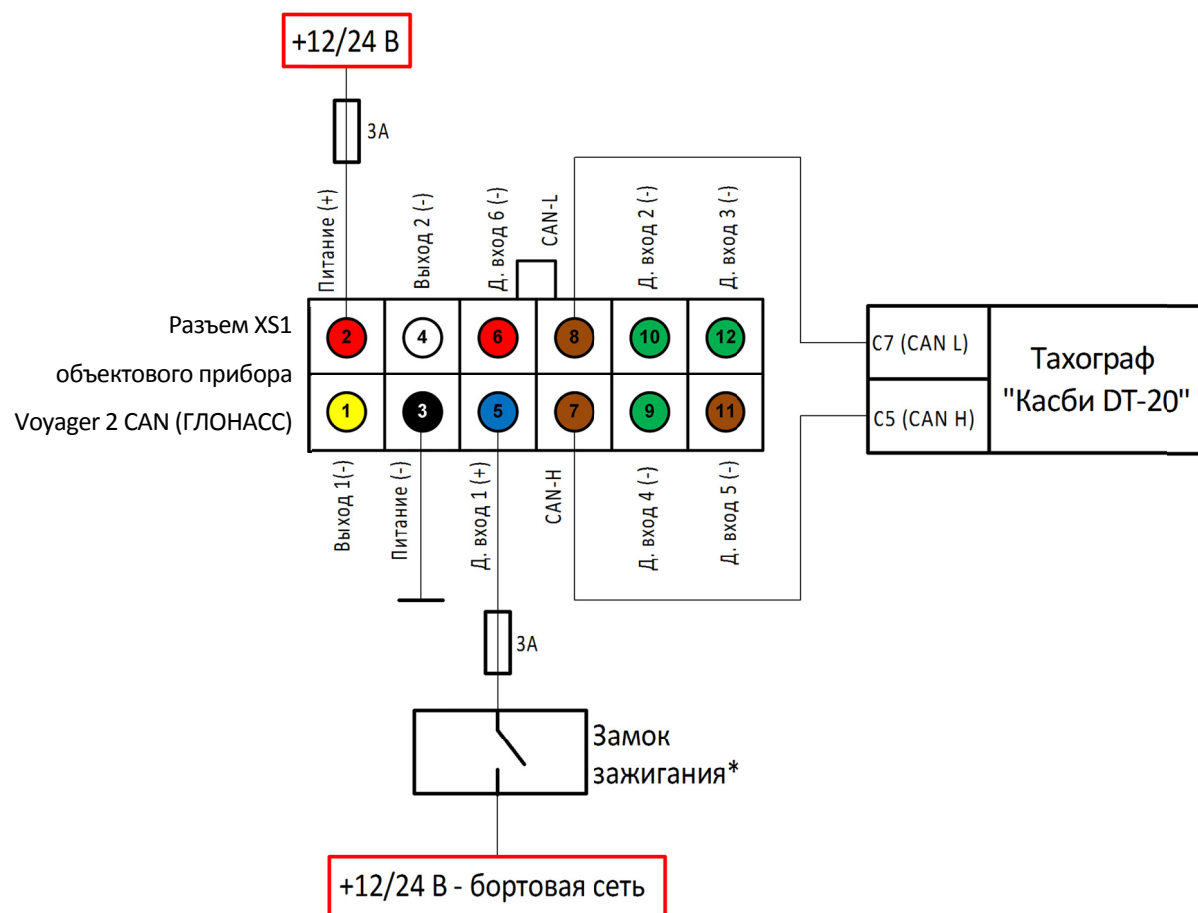 +12/24 В
3А
Питание (+)
Выход 2 (-)
Д. вход 6 (-)
CAN-L
Д. вход 2 (-)
Д. вход 3 (-)
Разъем XS1
объектового прибора
Voyager 2 CAN (ГЛОНАСС)
2
4
6
8
10
12
1
3
5
7
9
11
Выход 1(-)
Питание (-)
Д. вход 1 (+)
CAN-H
Д. вход 4(-)
Д. вход 5 (-)
C7 (CAN L)
C5 (CAN H)
Тахограф
"Касби DT-20"
3А
Замок
зажигания*
+12/24 В - бортовая сеть